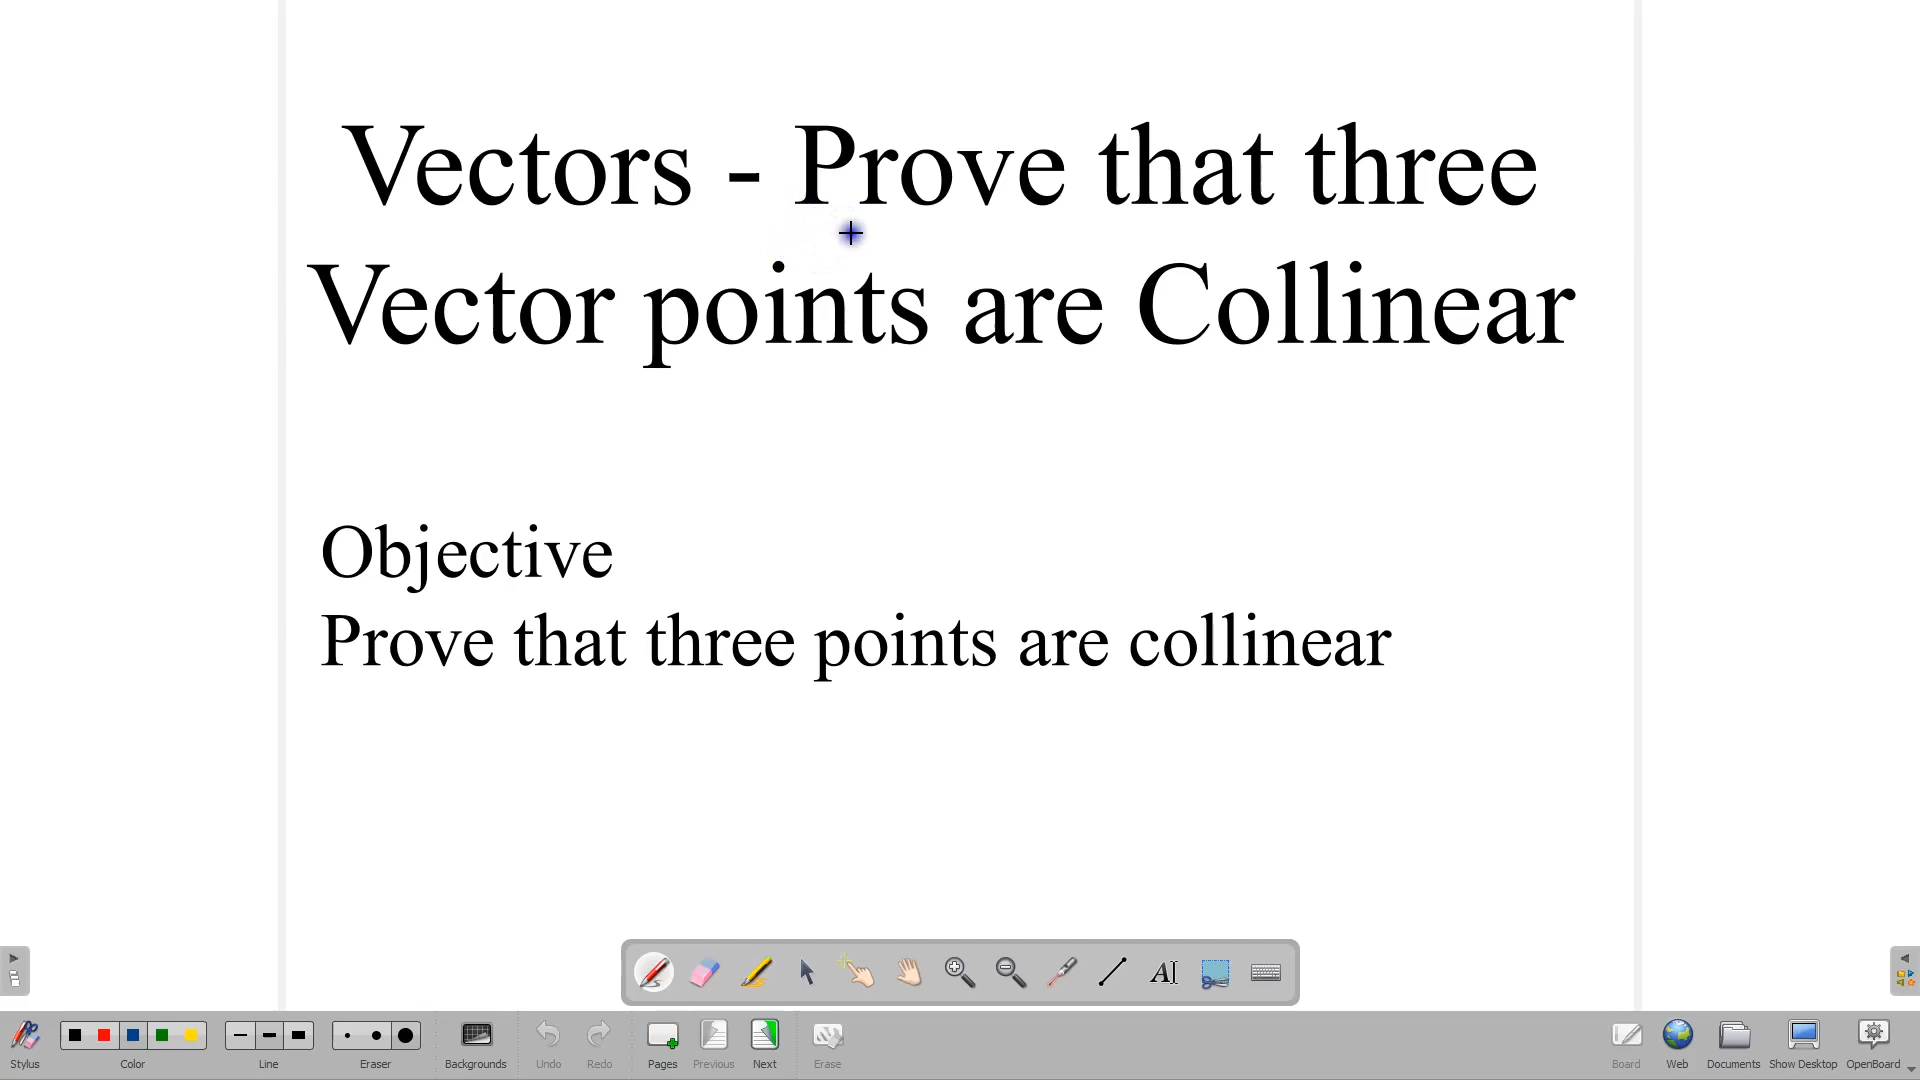 Vectors - Prove that three
Vector points are Collinear
Objective
Prove that three points are collinear
AI
Stylus
Color
Line
Eraser
Backgrounds
Undo
Redo
Pages
Previous
Next
Erase
Board
Web
Documents
Show Desktop
OpenBoard